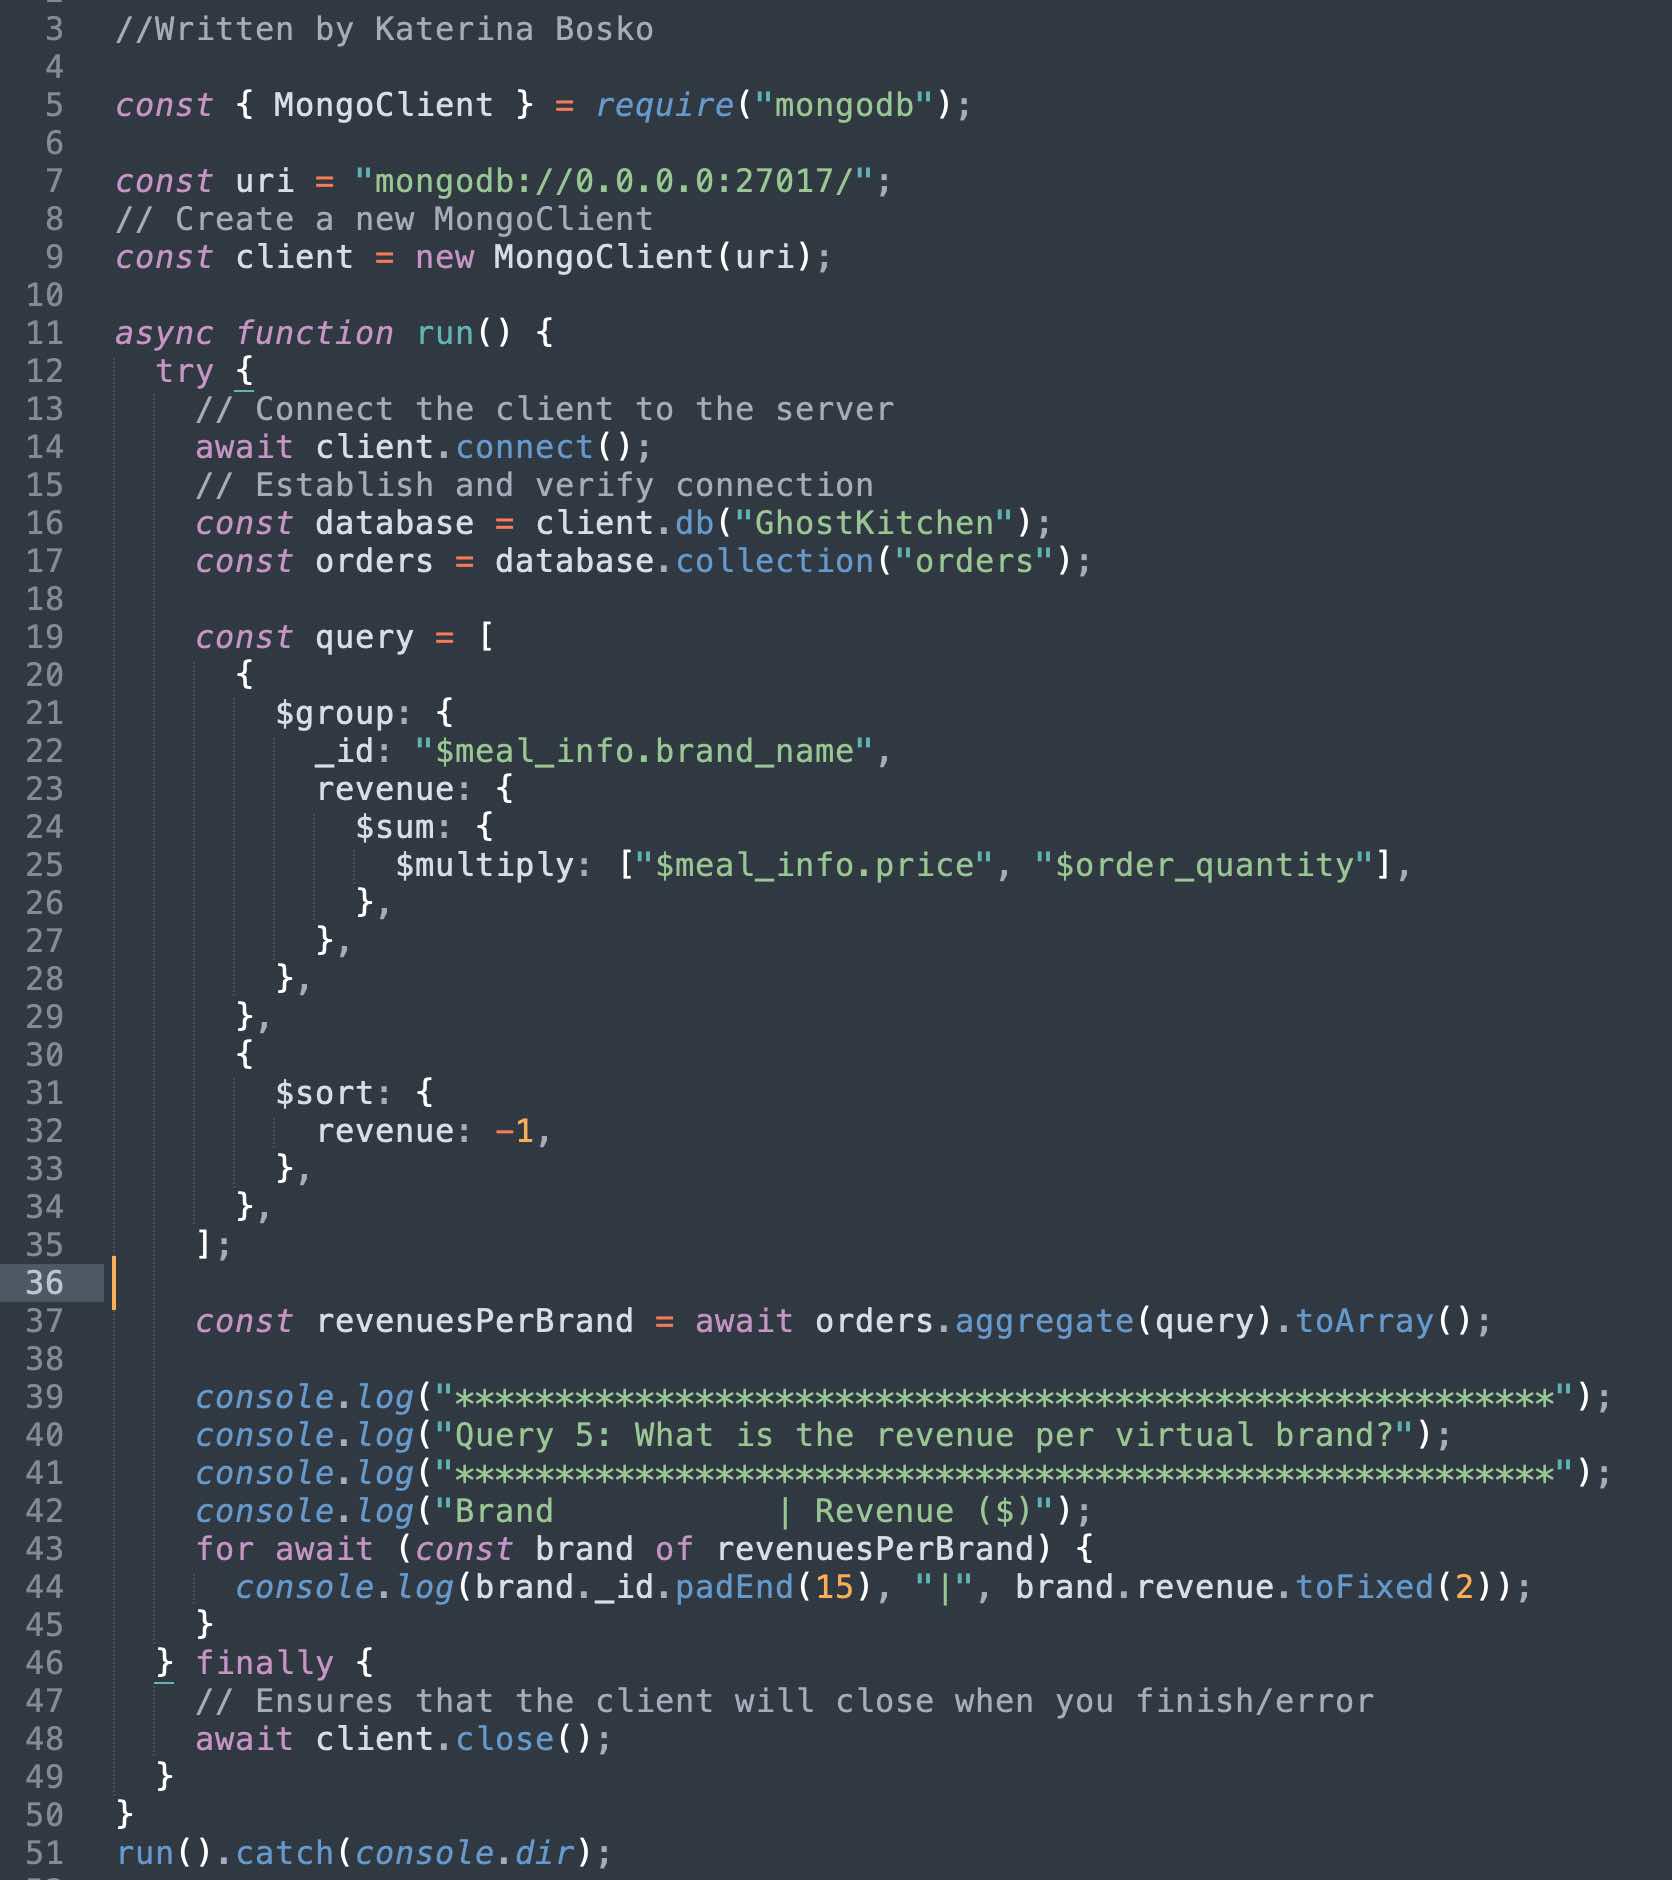 3 //Written by Katerina Bosko
4
5 const { MongoClient } = require("mongodb");
6
7 const uri = "mongodb://0.0.0.0:27017/";
8 // Create a new MongoClient
9 const client = new MongoClient(uri);
10
11 async function run() {
12   try {
13     // Connect the client to the server
14     await client.connect();
15     // Establish and verify connection
16     const database = client.db("GhostKitchen");
17     const orders = database.collection("orders");
18
19     const query = [
20       {
21         $group: {
22           _id: "$meal_info.brand_name",
23           revenue: {
24             $sum: {
25               $multiply: ["$meal_info.price", "$order_quantity"],
26             },
27           },
28         },
29       },
30       {
31         $sort: {
32           revenue: -1,
33         },
34       },
35     ];
36
37     const revenuesPerBrand = await orders.aggregate(query).toArray();
38
39     console.log("*******************************************************");
40     console.log("Query 5: What is the revenue per virtual brand?");
41     console.log("*******************************************************");
42     console.log("Brand           | Revenue ($)");
43     for await (const brand of revenuesPerBrand) {
44       console.log(brand._id.padEnd(15), "|", brand.revenue.toFixed(2));
45     }
46   } finally {
47     // Ensures that the client will close when you finish/error
48     await client.close();
49   }
50 }
51 run().catch(console.dir);